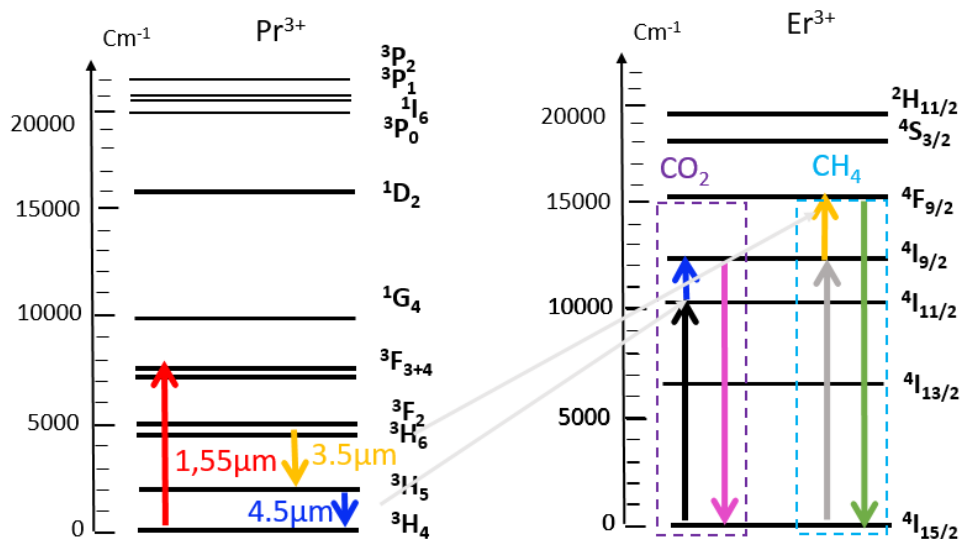 Pr³⁺
Cm⁻¹
³P₂
³P₁
¹I₆
³P₀
20000
¹D₂
15000
¹G₄
10000
³F₃₊₄
³F₂
5000
³H₆
1,55µm
3.5µm
³H₅
4.5µm
³H₄
0
Er³⁺
Cm⁻¹
²H₁₁/₂
20000
⁴S₃/₂
CO₂
CH₄
⁴F₉/₂
15000
⁴I₉/₂
⁴I₁₁/₂
10000
⁴I₁₃/₂
5000
⁴I₁₅/₂
0